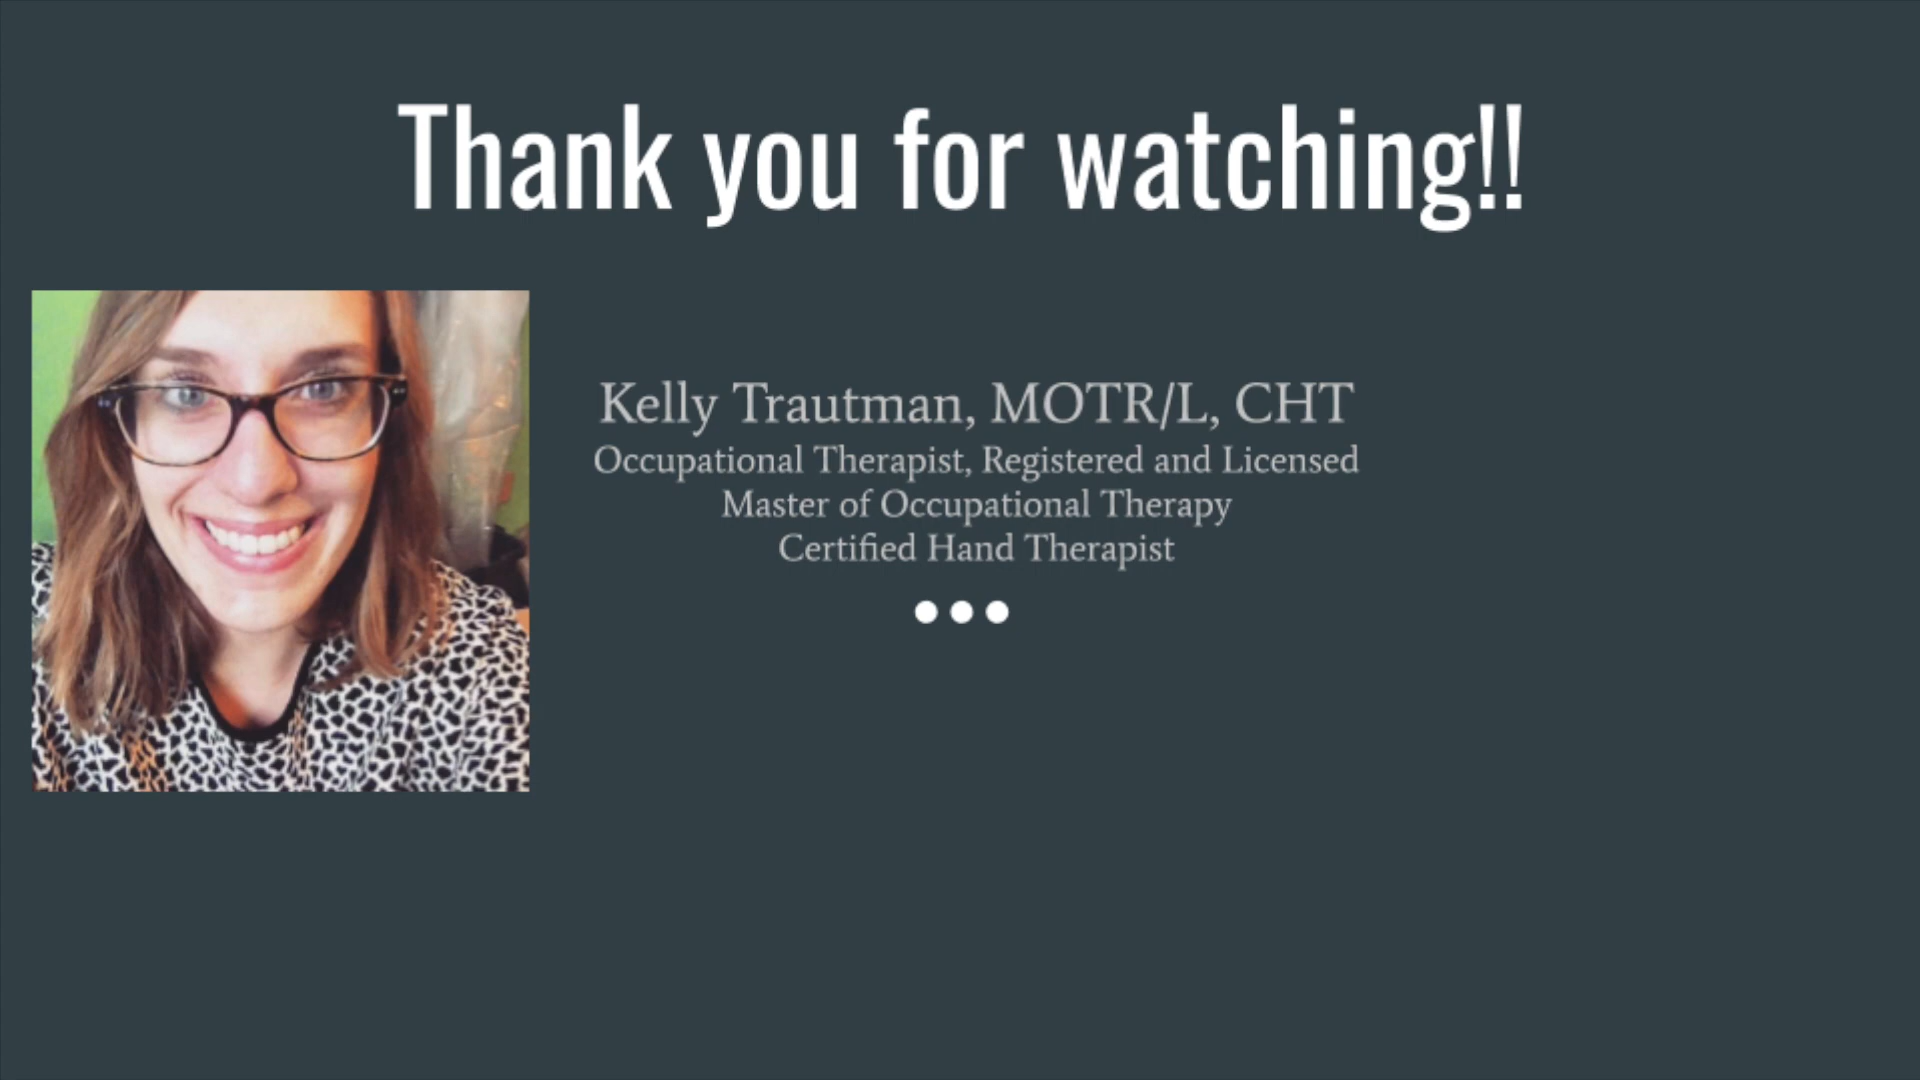 Thank you for watching!!
Kelly Trautman, MOTR/L, CHT
Occupational Therapist, Registered and Licensed
Master of Occupational Therapy
Certified Hand Therapist